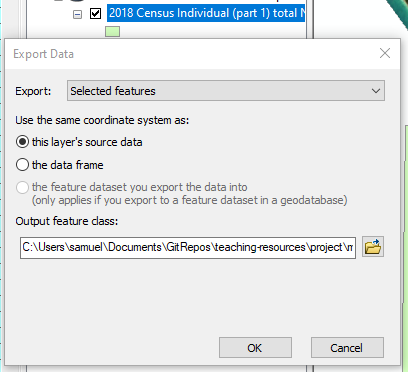 2018 Census Individual (part 1) total
Export Data
Export: Selected features
Use the same coordinate system as:
this layer's source data
the data frame
the feature dataset you export the data into
(only applies if you export to a feature dataset in a geodatabase)
Output feature class:
C:\Users\samuel\Documents\GitRepos\teaching-resources\project\
OK Cancel